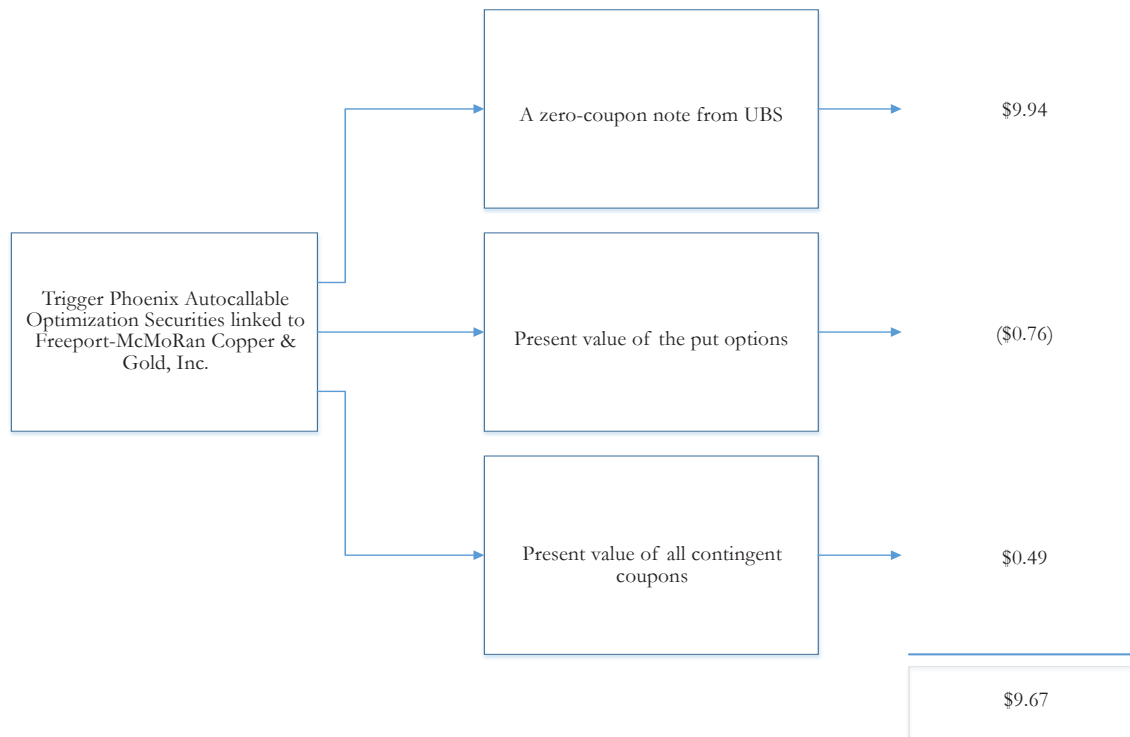 A zero-coupon note from UBS
$9.94
Trigger Phoenix Autocallable
Optimization Securities linked to
Freeport-McMoRan Copper &
Gold, Inc.
Present value of the put options
($0.76)
Present value of all contingent
coupons
$0.49
$9.67